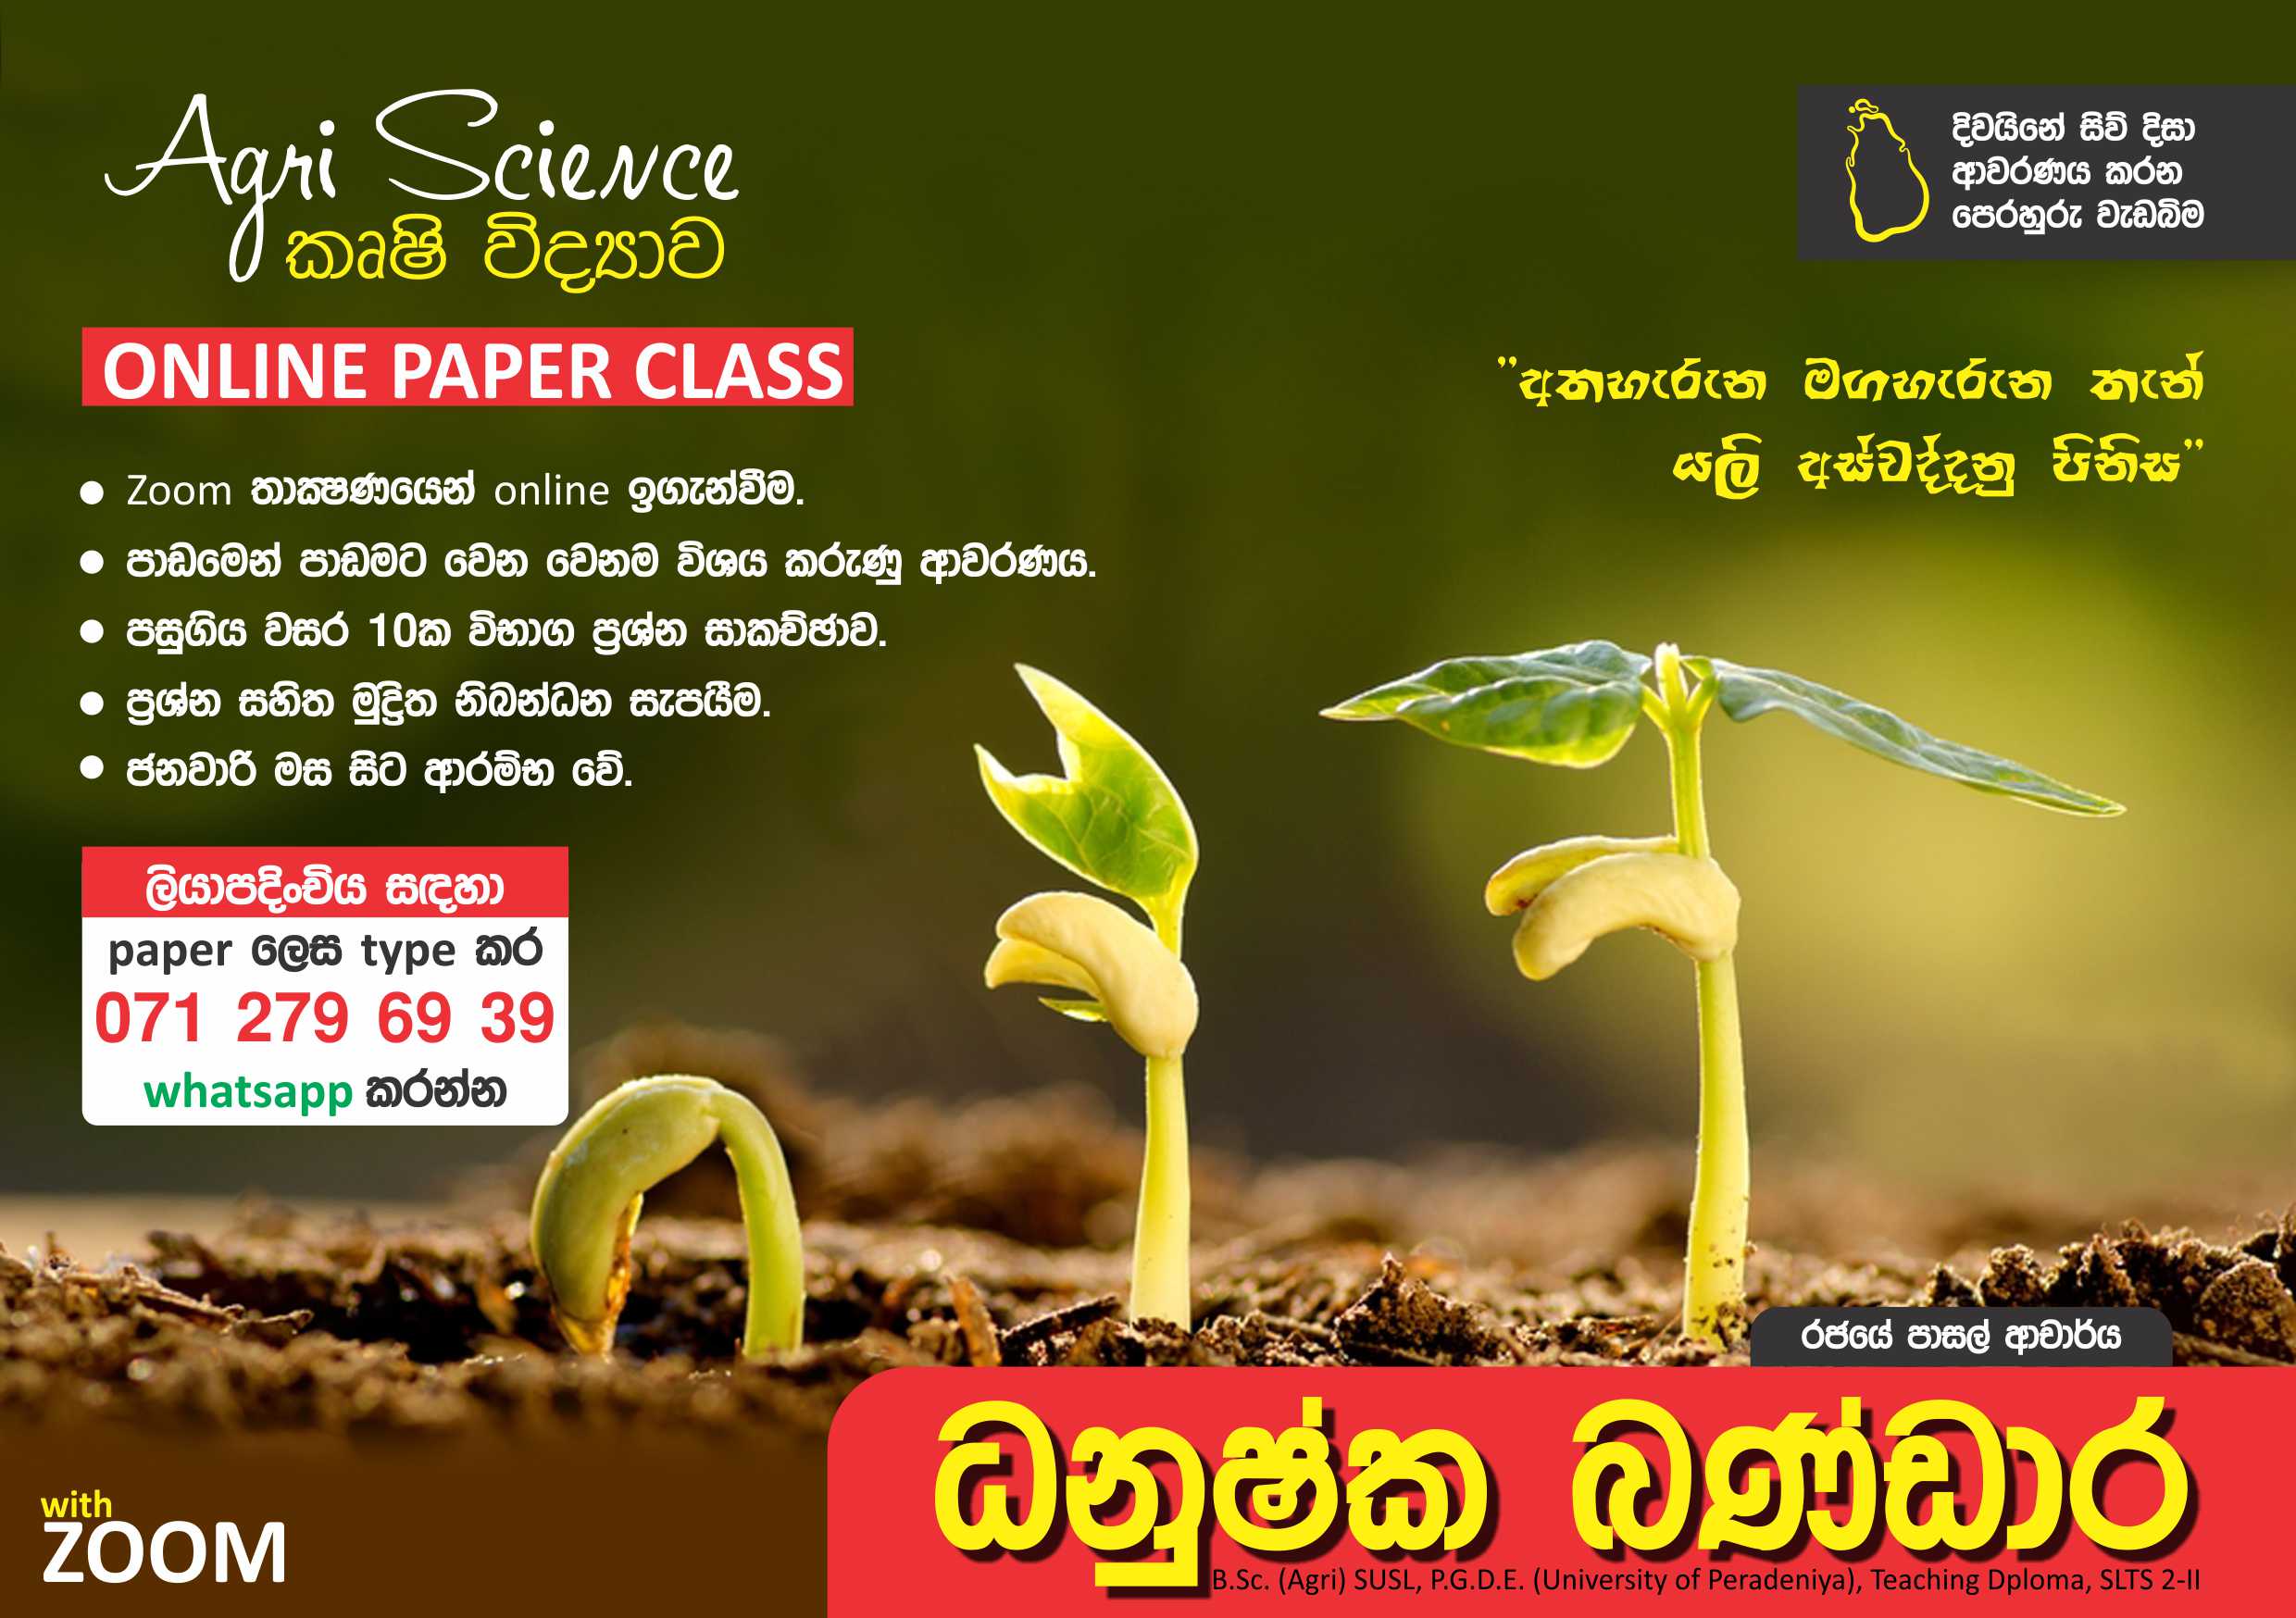 Agri Science
කෘෂි විද්‍යාව
ONLINE PAPER CLASS
Zoom තාක්‍ෂණයෙන් online ඉගැන්වීම.
පාඩමෙන් පාඩමට වෙන වෙනම විශය කරුණු ආවරණය.
පසුගිය වසර 10ක විභාග ප්‍රශ්න සාකච්ඡාව.
ප්‍රශ්න සහිත මුද්‍රිත නිබන්ධන සැපයීම.
ජනවාරි මස සිට ආරම්භ වේ.
ලියාපදිංචිය සඳහා
paper ලෙස type කර
071 279 69 39
whatsapp කරන්න
දිවයිනේ සිව් දිසා
ආවරණය කරන
පෙරහුරු වැඩබිම
"අතහැරුන මගහැරුන තැන්
යලි අස්වද්දනු පිනිස"
රජයේ පාසල් ආචාර්ය
ධනුෂ්ක බණ්ඩාර
B.Sc. (Agri) SUSL, P.G.D.E. (University of Peradeniya), Teaching Dploma, SLTS 2-II
with
ZOOM